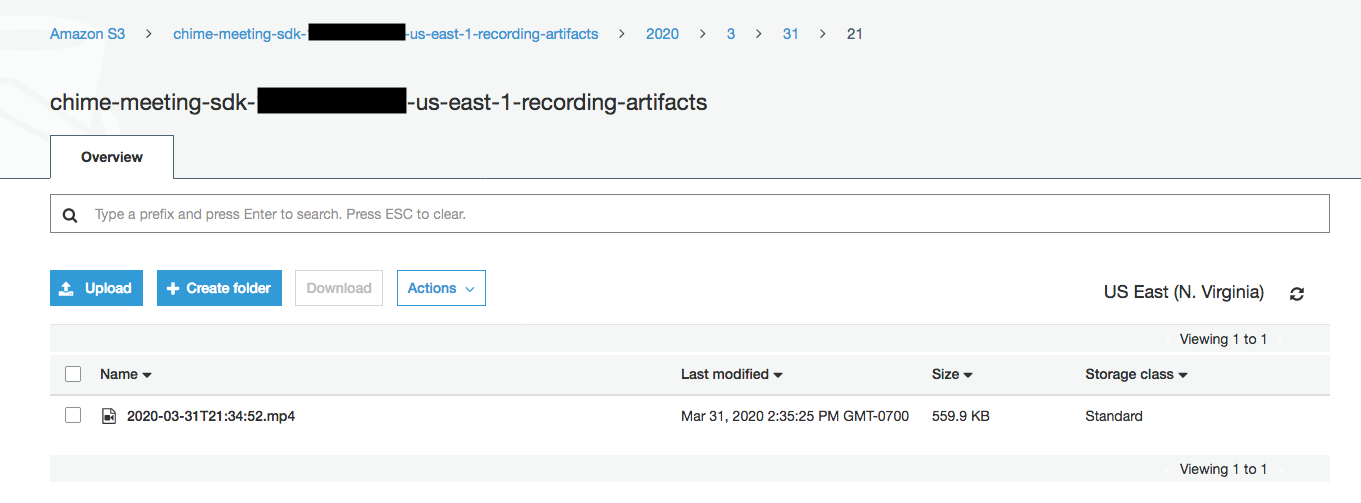 Amazon S3 > chime-meeting-sdk- -us-east-1-recording-artifacts > 2020 > 3 > 31 > 21
chime-meeting-sdk- -us-east-1-recording-artifacts
Overview
Type a prefix and press Enter to search. Press ESC to clear.
Upload + Create folder Download Actions US East (N. Virginia)
Viewing 1 to 1
Name Last modified Size Storage class
2020-03-31T21:34:52.mp4 Mar 31, 2020 2:35:25 PM GMT-0700 559.9 KB Standard
Viewing 1 to 1